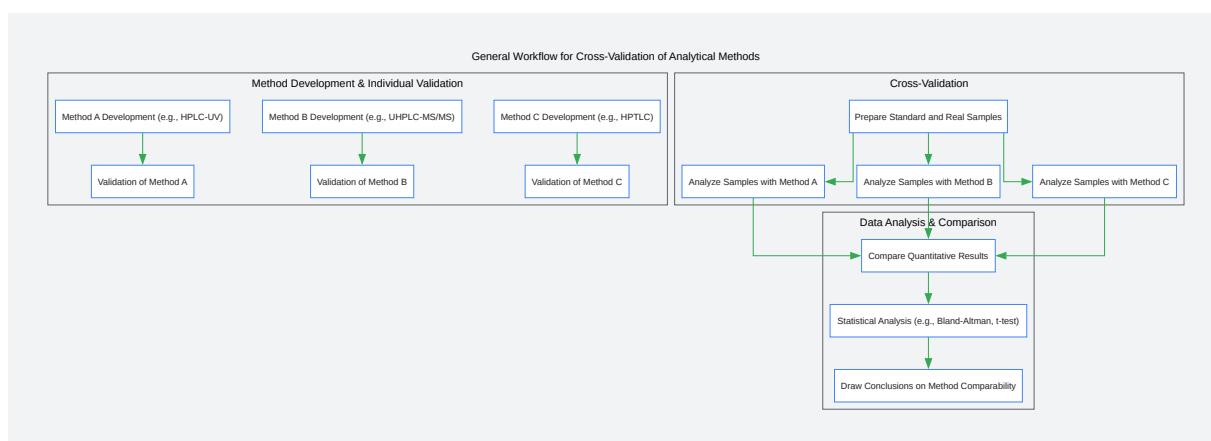 General Workflow for Cross-Validation of Analytical Methods
Method Development & Individual Validation
Method A Development (e.g., HPLC-UV)
Method B Development (e.g., UHPLC-MS/MS)
Method C Development (e.g., HPTLC)
Validation of Method A
Validation of Method B
Validation of Method C
Cross-Validation
Prepare Standard and Real Samples
Analyze Samples with Method A
Analyze Samples with Method B
Analyze Samples with Method C
Data Analysis & Comparison
Compare Quantitative Results
Statistical Analysis (e.g., Bland-Altman, t-test)
Draw Conclusions on Method Comparability